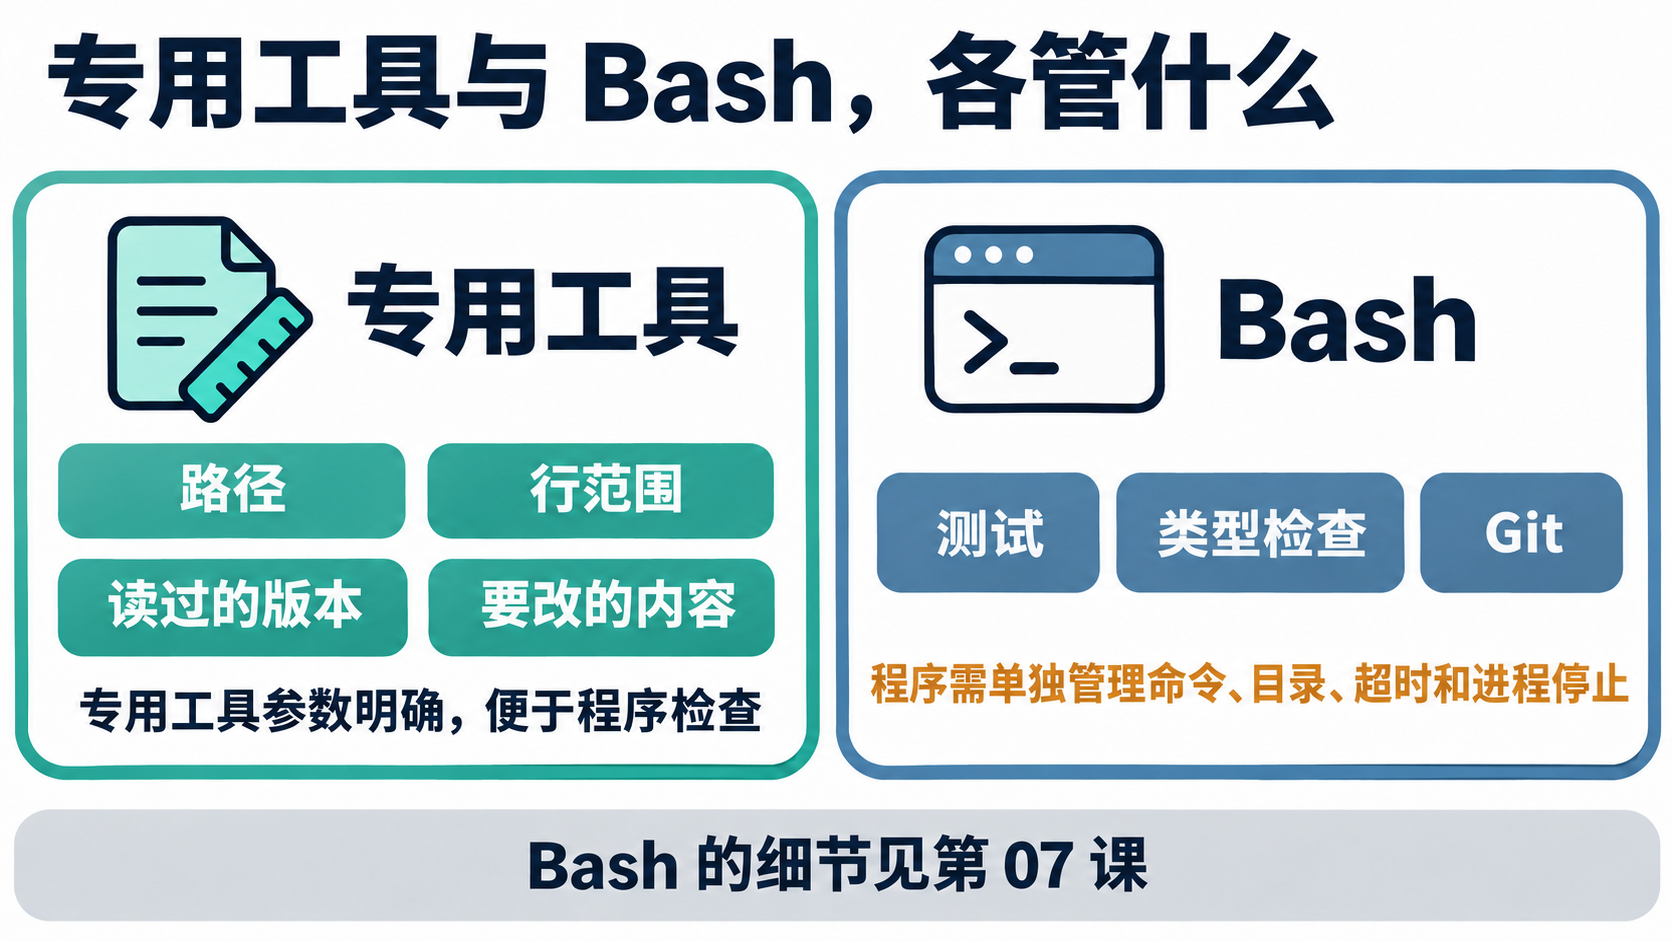 专用工具与 Bash，各管什么
专用工具
路径
行范围
读过的版本
要改的内容
专用工具参数明确，便于程序检查
>_
Bash
测试
类型检查
Git
程序需单独管理命令、目录、超时和进程停止
Bash 的细节见第 07 课